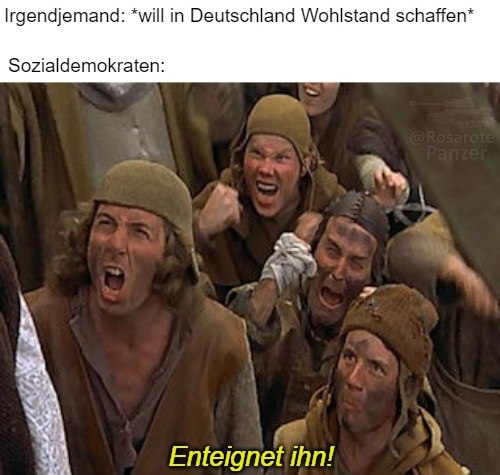 Irgendjemand: *will in Deutschland Wohlstand schaffen*
Sozialdemokraten:
@Rosarote
Panzer
Enteignet ihn!